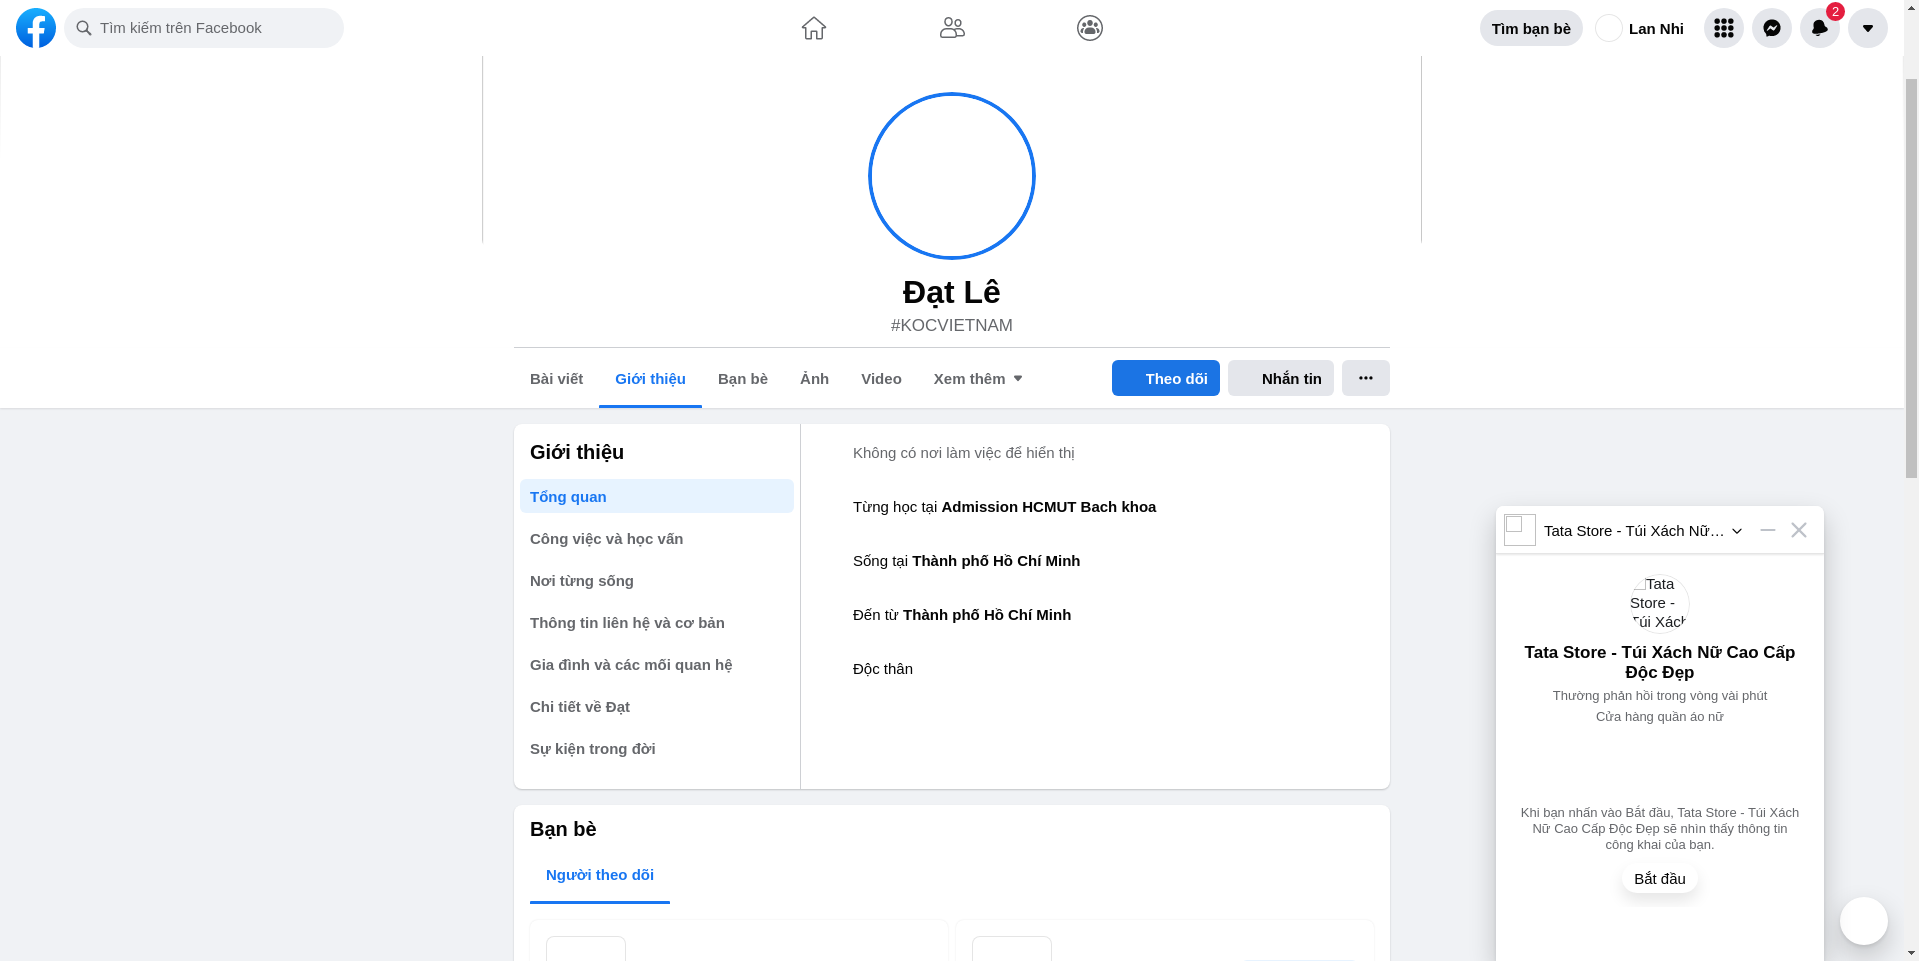 Tìm kiếm trên Facebook
Tìm bạn bè
Lan Nhi
2
Đạt Lê
#KOCVIETNAM
Bài viết
Giới thiệu
Bạn bè
Ảnh
Video
Xem thêm
Theo dõi
Nhắn tin
Giới thiệu
Tổng quan
Công việc và học vấn
Nơi từng sống
Thông tin liên hệ và cơ bản
Gia đình và các mối quan hệ
Chi tiết về Đạt
Sự kiện trong đời
Không có nơi làm việc để hiển thị
Từng học tại Admission HCMUT Bach khoa
Sống tại Thành phố Hồ Chí Minh
Đến từ Thành phố Hồ Chí Minh
Độc thân
Bạn bè
Người theo dõi
Tata Store - Túi Xách Nữ…
Tata
Store -
Túi Xách
Tata Store - Túi Xách Nữ Cao Cấp
Độc Đẹp
Thường phản hồi trong vòng vài phút
Cửa hàng quần áo nữ
Khi bạn nhấn vào Bắt đầu, Tata Store - Túi Xách
Nữ Cao Cấp Độc Đẹp sẽ nhìn thấy thông tin
công khai của bạn.
Bắt đầu